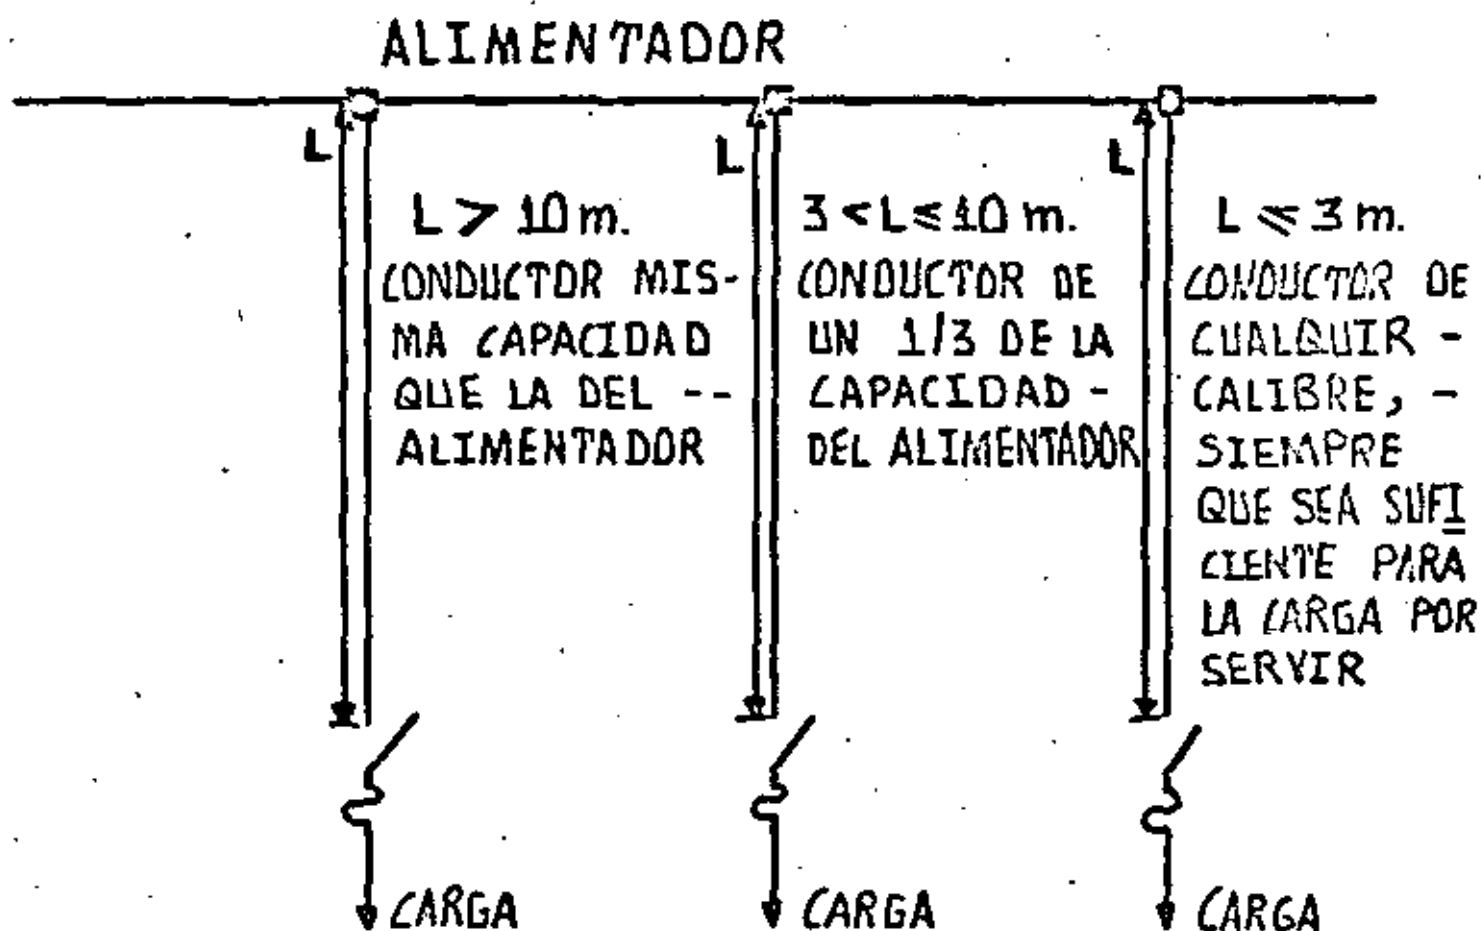 ALIMENTADOR
L
L > 10 m.
CONDUCTOR MIS-
MA CAPACIDAD
QUE LA DEL --
ALIMENTADOR
CARGA
L
3 < L ≤ 10 m.
CONDUCTOR DE
UN 1/3 DE LA
CAPACIDAD -
DEL ALIMENTADOR
CARGA
L
L ≤ 3 m.
CONDUCTOR DE
CUALQUIR -
CALIBRE, -
SIEMPRE
QUE SEA SUFI
CIENTE PARA
LA CARGA POR
SERVIR
CARGA